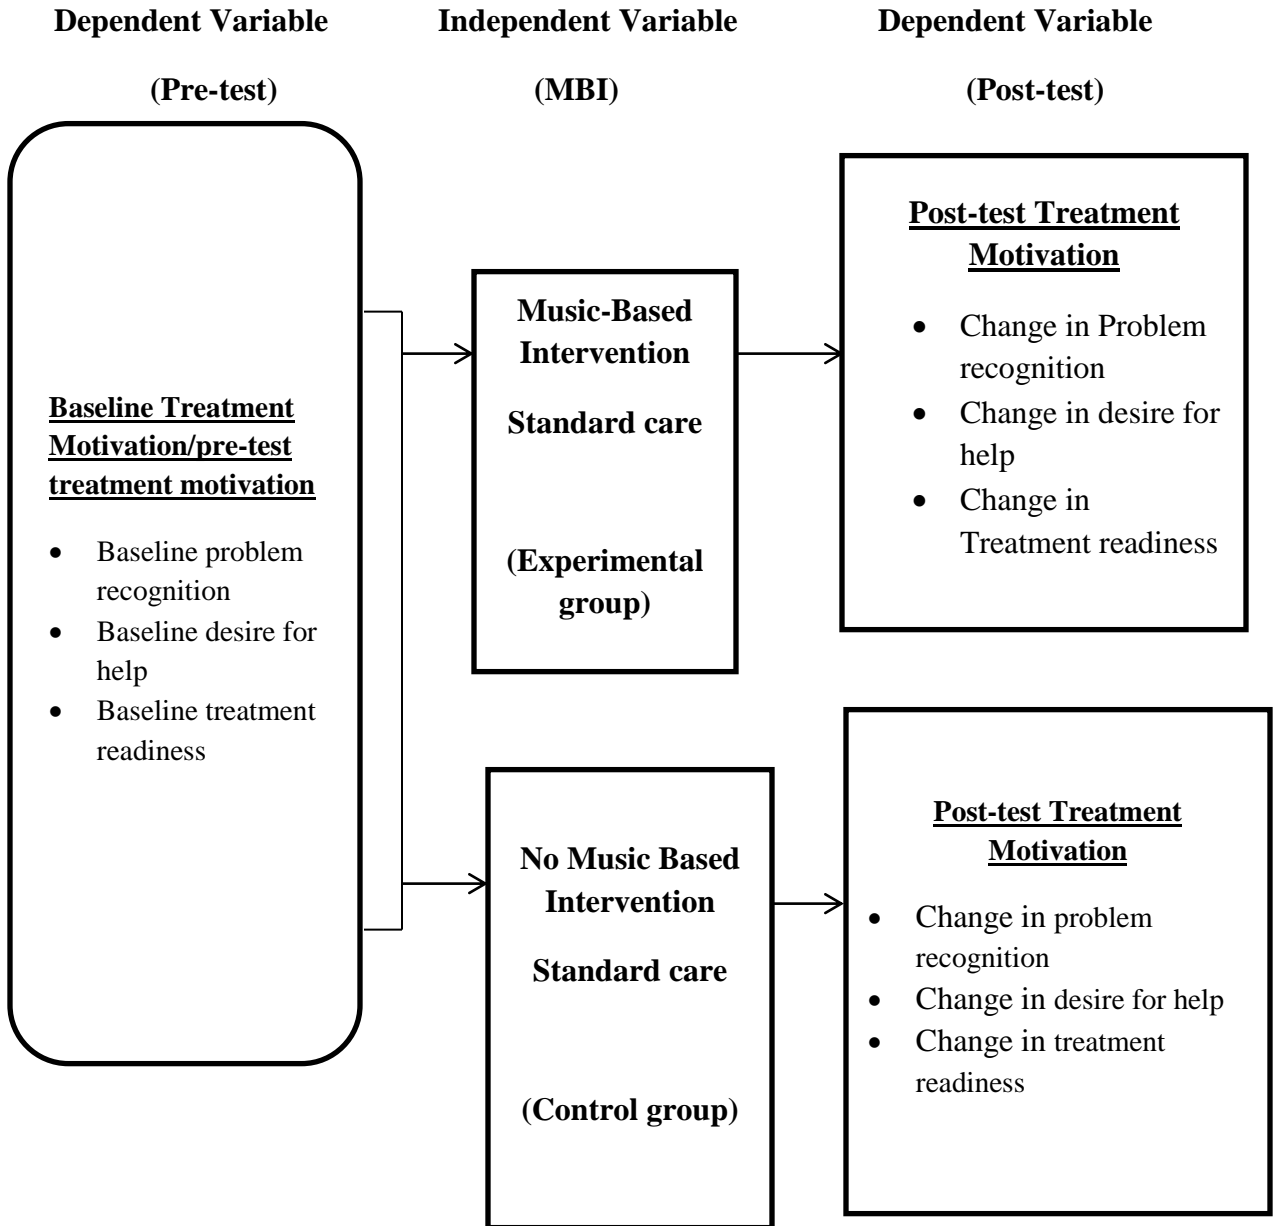 Dependent Variable
Independent Variable
Dependent Variable
(Pre-test)
(MBI)
(Post-test)
Baseline Treatment
Motivation/pre-test
treatment motivation
• Baseline problem
recognition
• Baseline desire for
help
• Baseline treatment
readiness
Music-Based
Intervention
Standard care
(Experimental
group)
Post-test Treatment
Motivation
• Change in Problem
recognition
• Change in desire for
help
• Change in
Treatment readiness
No Music Based
Intervention
Standard care
(Control group)
Post-test Treatment
Motivation
• Change in problem
recognition
• Change in desire for help
• Change in treatment
readiness